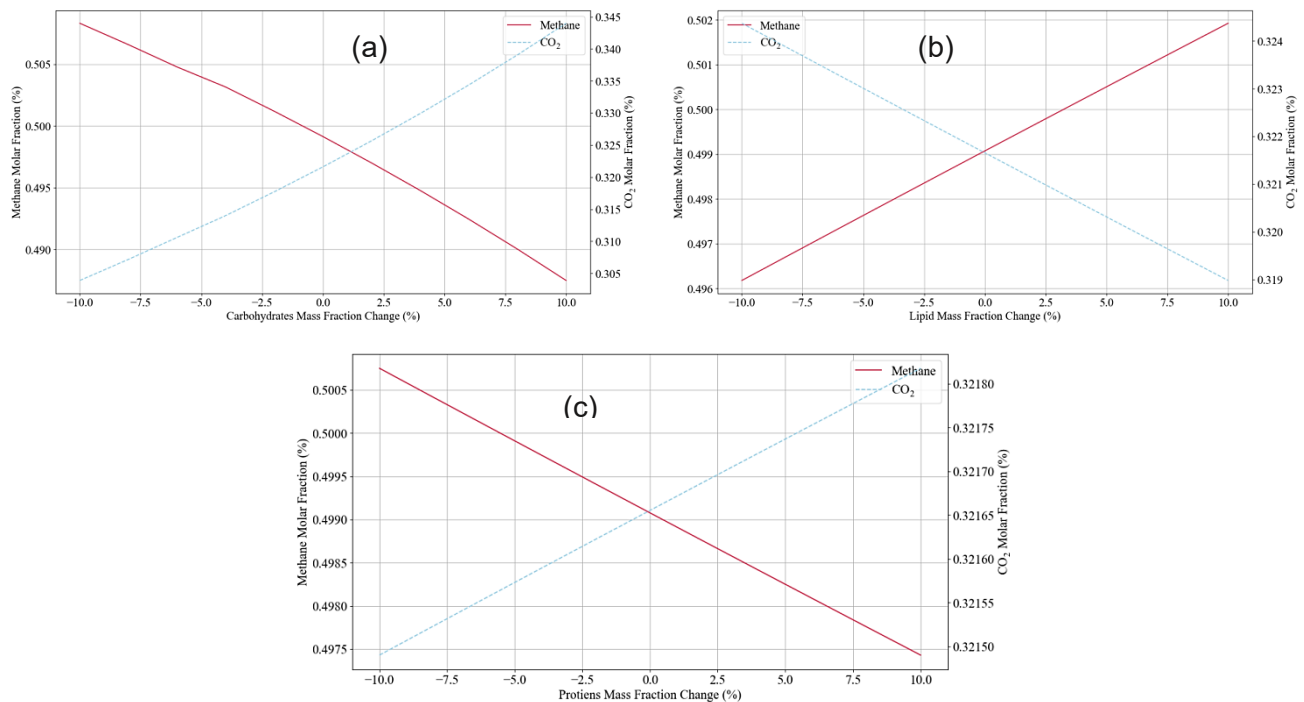 (a)
Methane
CO2
0.505
0.500
0.495
0.490
Methane Molar Fraction (%)
0.345
0.340
0.335
0.330
0.325
0.320
0.315
0.310
0.305
CO2 Molar Fraction (%)
−10.0 −7.5 −5.0 −2.5 0.0 2.5 5.0 7.5 10.0
Carbohydrates Mass Fraction Change (%)
(b)
Methane
CO2
0.502
0.501
0.500
0.499
0.498
0.497
0.496
Methane Molar Fraction (%)
0.324
0.323
0.322
0.321
0.320
0.319
CO2 Molar Fraction (%)
−10.0 −7.5 −5.0 −2.5 0.0 2.5 5.0 7.5 10.0
Lipid Mass Fraction Change (%)
(c)
Methane
CO2
0.5005
0.5000
0.4995
0.4990
0.4985
0.4980
0.4975
Methane Molar Fraction (%)
0.32180
0.32175
0.32170
0.32165
0.32160
0.32155
0.32150
CO2 Molar Fraction (%)
−10.0 −7.5 −5.0 −2.5 0.0 2.5 5.0 7.5 10.0
Protiens Mass Fraction Change (%)